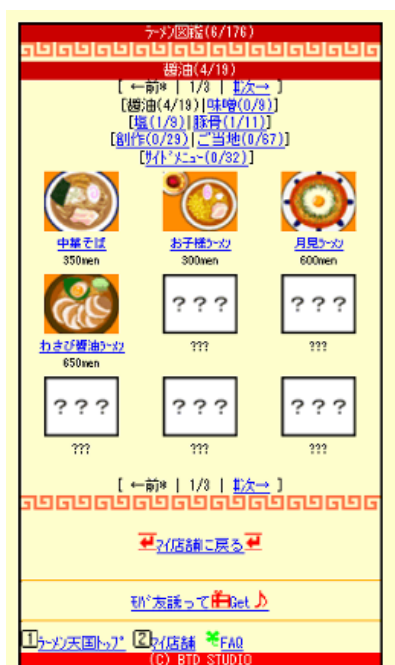 ﾗｰﾒﾝ図鑑(6/176)
醤油(4/19)
[ ←前* | 1/3 | #次→ ]
[醤油(4/19)|味噌(0/9)]
[塩(1/9)|豚骨(1/11)]
[創作(0/29)|ご当地(0/67)]
[ｻｲﾄﾞﾒﾆｭｰ(0/32)]
中華そば お子様ﾗｰﾒﾝ 月見ﾗｰﾒﾝ
350men 300men 600men
??? ???
わさび醤油ﾗｰﾒﾝ ??? ???
650men
??? ??? ???
??? ??? ???
[ ←前* | 1/3 | #次→ ]
ﾏｲ店舗に戻る
ﾓﾊﾞ友誘ってGet♪
1ﾗｰﾒﾝ天国ﾄｯﾌﾟ 2ﾏｲ店舗 FAQ
(C) BTD STUDIO